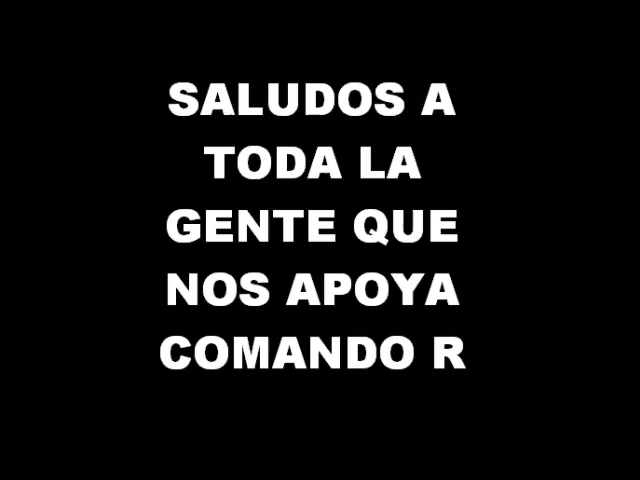 SALUDOS A
TODA LA
GENTE QUE
NOS APOYA
COMANDO R